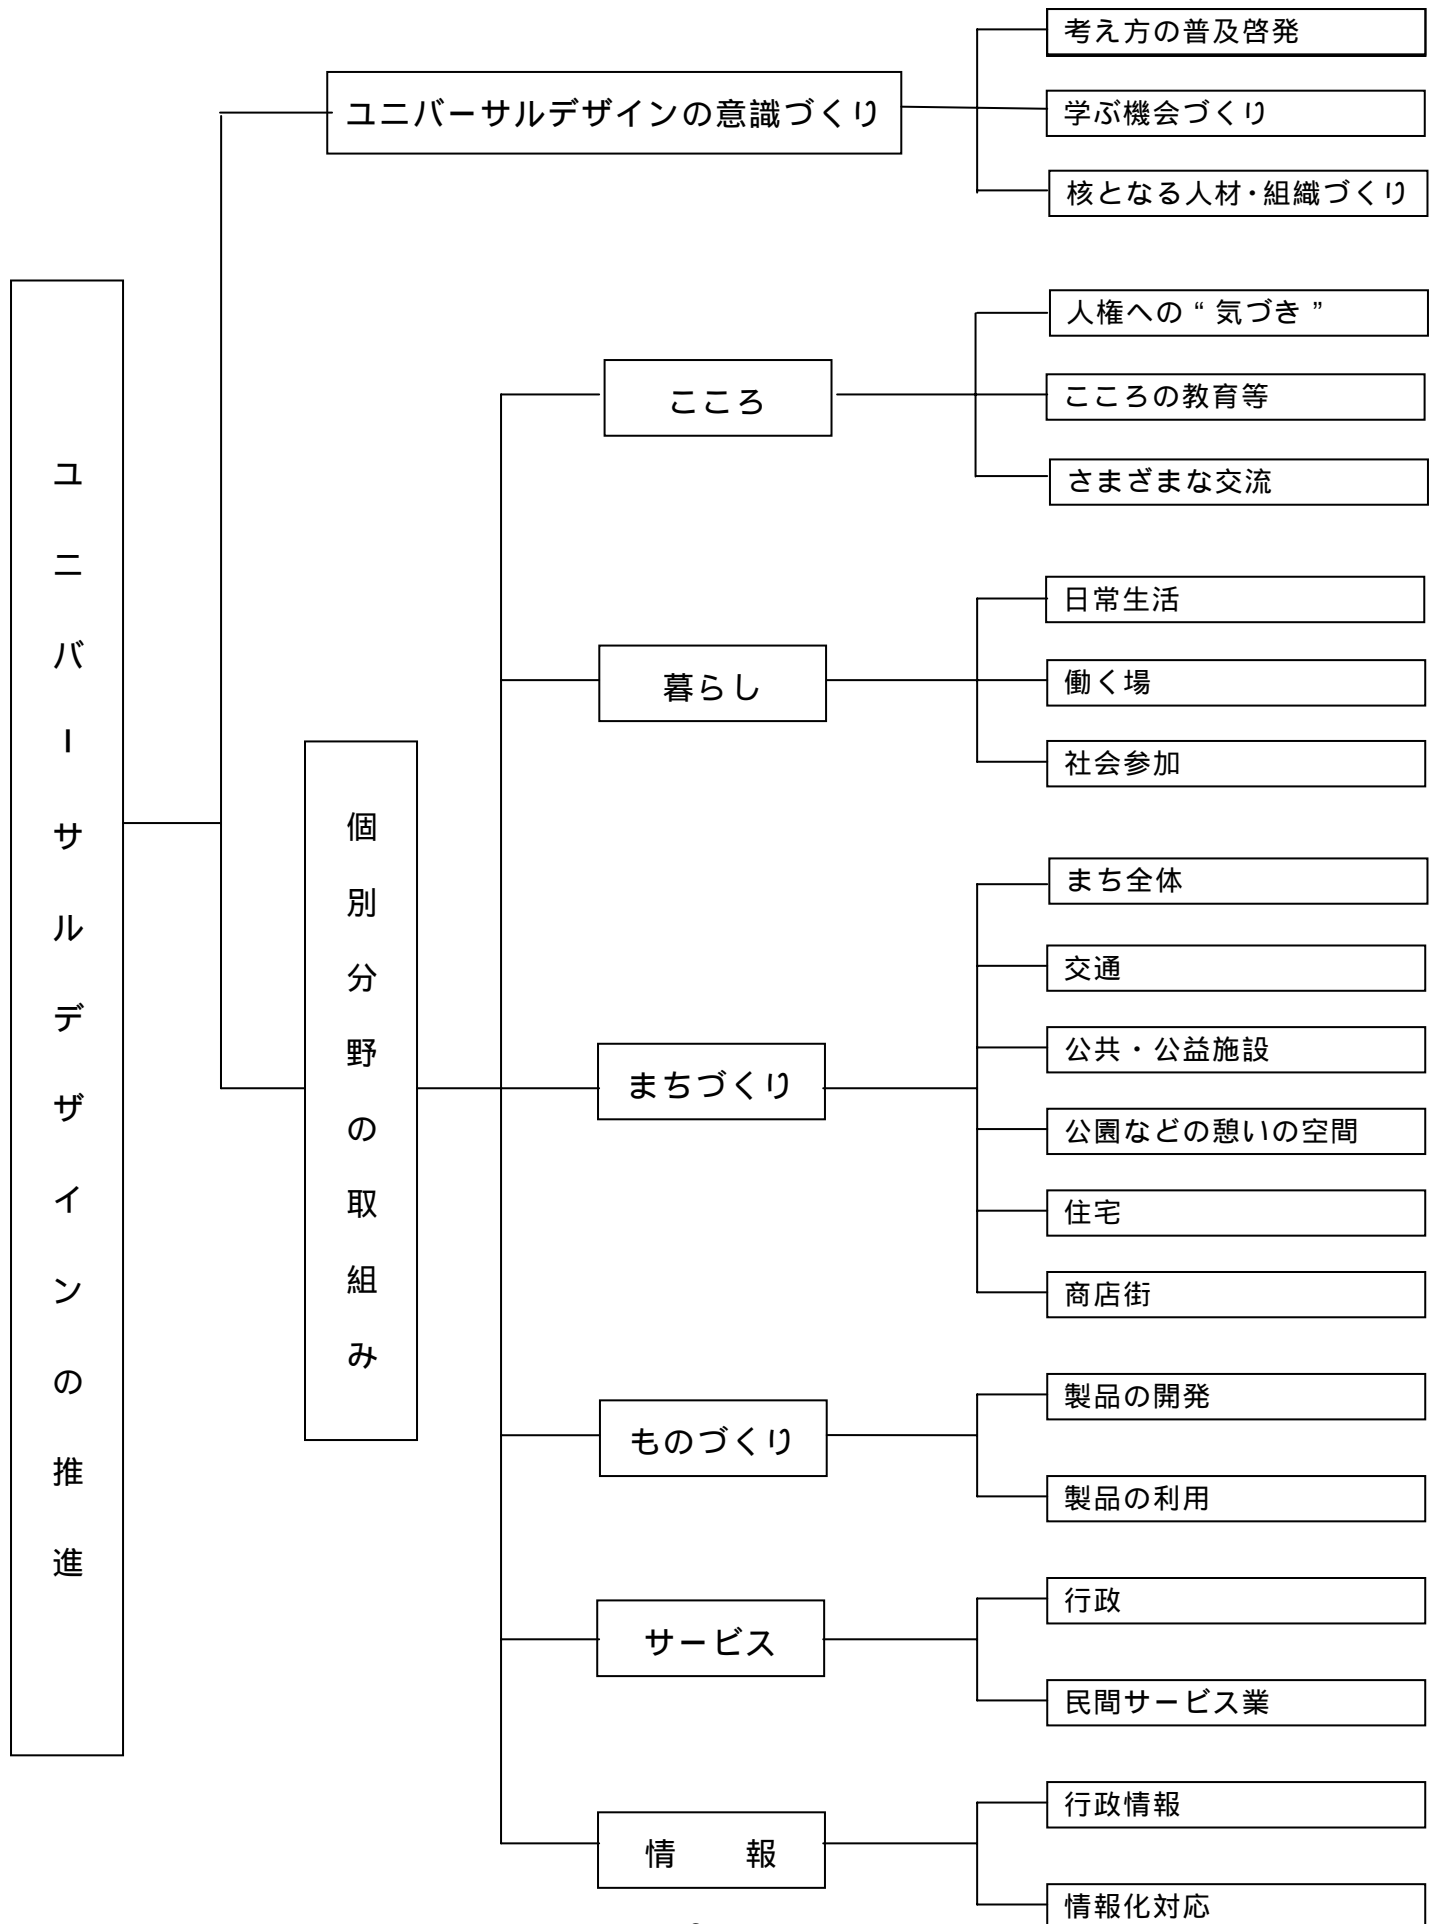 ユニバーサルデザインの推進
ユニバーサルデザインの意識づくり
考え方の普及啓発
学ぶ機会づくり
核となる人材・組織づくり
個別分野の取組み
こころ
人権への“気づき”
こころの教育等
さまざまな交流
暮らし
日常生活
働く場
社会参加
まちづくり
まち全体
交通
公共・公益施設
公園などの憩いの空間
住宅
商店街
ものづくり
製品の開発
製品の利用
サービス
行政
民間サービス業
情　　報
行政情報
情報化対応